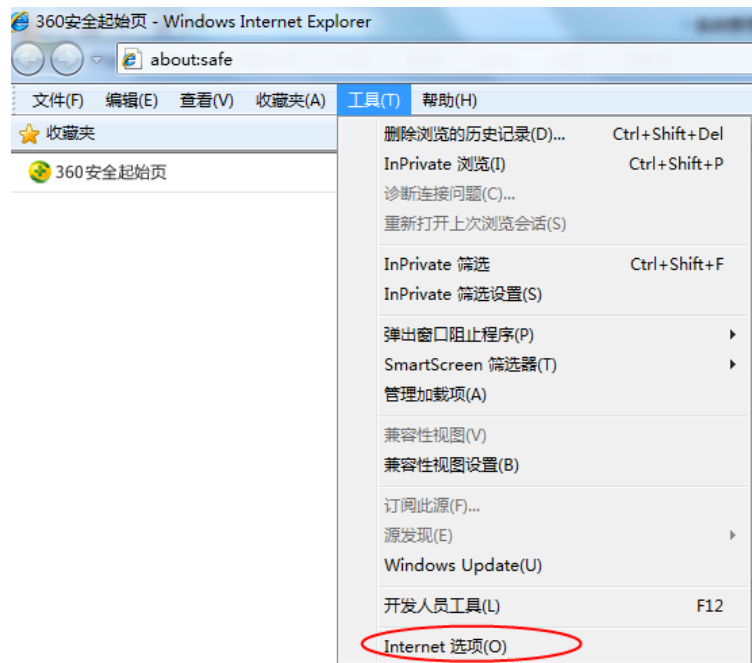 360安全起始页 - Windows Internet Explorer
about:safe
文件(F) 编辑(E) 查看(V) 收藏夹(A) 工具(T) 帮助(H)
收藏夹
360安全起始页
删除浏览的历史记录(D)... Ctrl+Shift+Del
InPrivate 浏览(I) Ctrl+Shift+P
诊断连接问题(C)...
重新打开上次浏览会话(S)
InPrivate 筛选 Ctrl+Shift+F
InPrivate 筛选设置(S)
弹出窗口阻止程序(P)
SmartScreen 筛选器(T)
管理加载项(A)
兼容性视图(V)
兼容性视图设置(B)
订阅此源(F)...
源发现(E)
Windows Update(U)
开发人员工具(L) F12
Internet 选项(O)